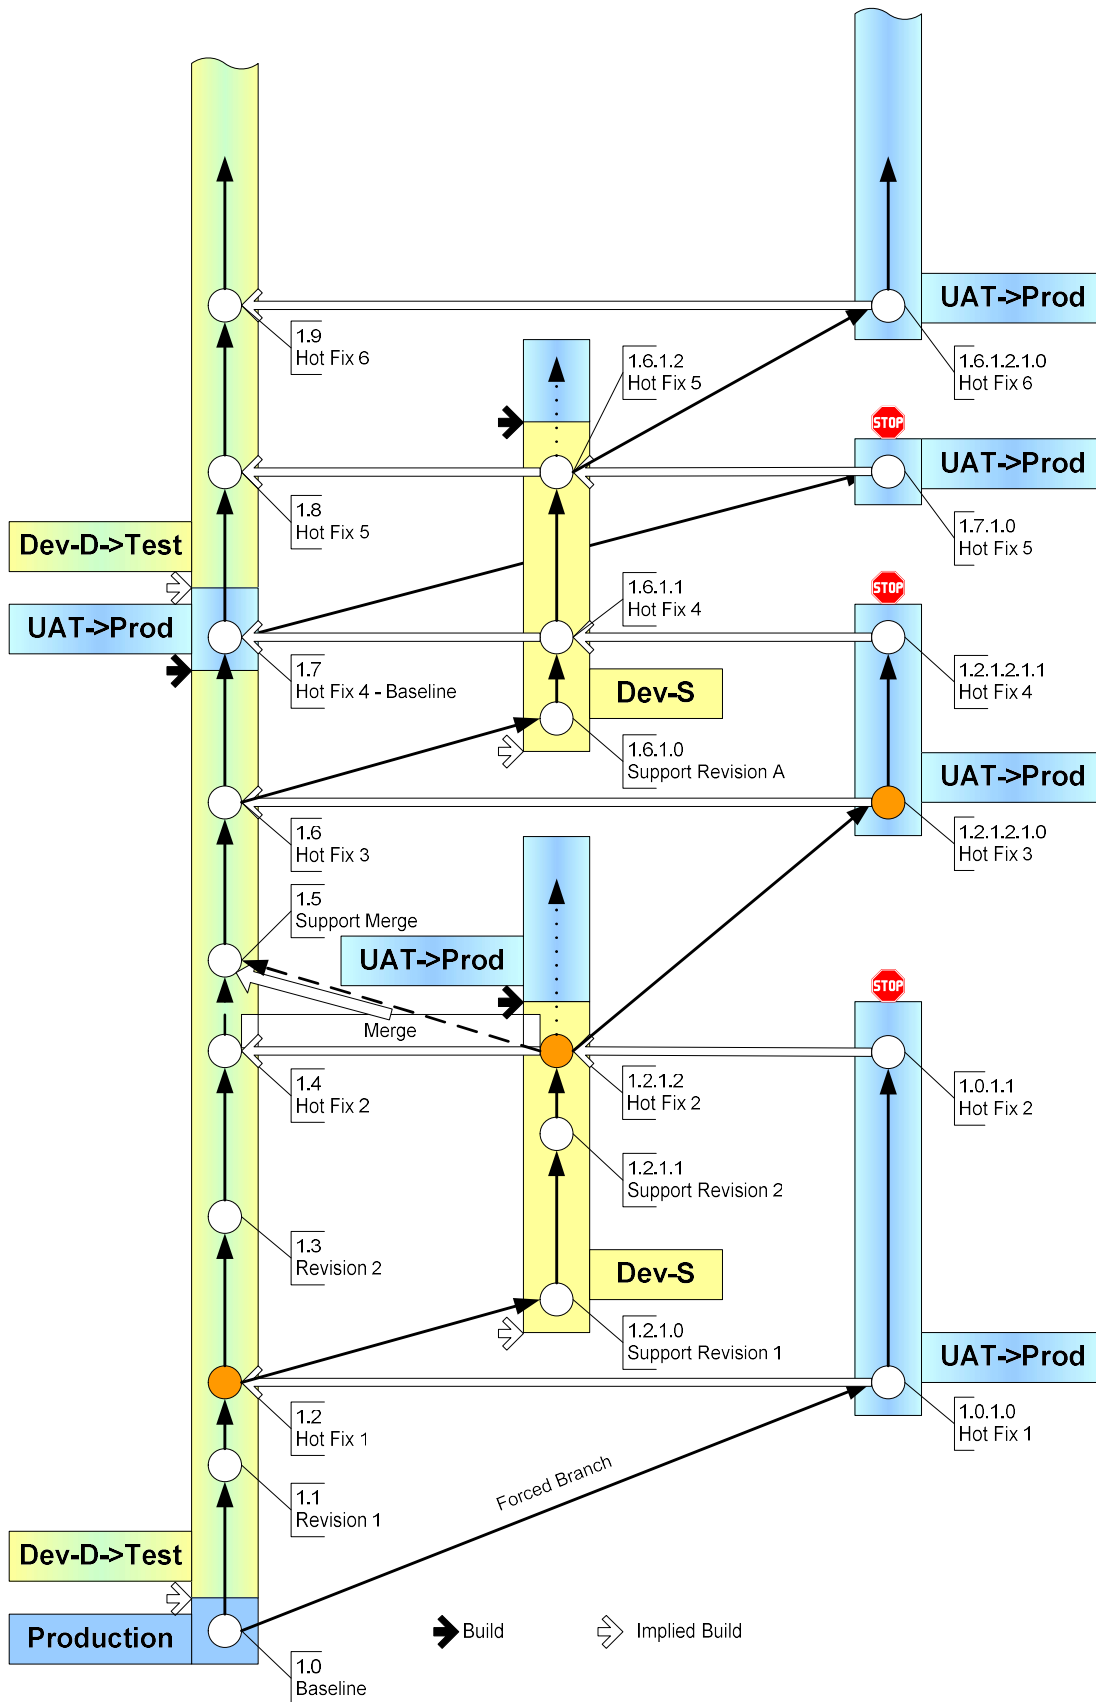 UAT->Prod
1.9
Hot Fix 6
1.6.1.2
Hot Fix 5
1.6.1.2.1.0
Hot Fix 6
STOP
UAT->Prod
1.8
Hot Fix 5
1.7.1.0
Hot Fix 5
Dev-D->Test
STOP
1.6.1.1
Hot Fix 4
UAT->Prod
1.7
Hot Fix 4 - Baseline
1.2.1.2.1.1
Hot Fix 4
Dev-S
1.6.1.0
Support Revision A
UAT->Prod
1.6
Hot Fix 3
1.2.1.2.1.0
Hot Fix 3
1.5
Support Merge
UAT->Prod
STOP
Merge
1.4
Hot Fix 2
1.2.1.2
Hot Fix 2
1.0.1.1
Hot Fix 2
1.2.1.1
Support Revision 2
1.3
Revision 2
Dev-S
1.2.1.0
Support Revision 1
UAT->Prod
1.2
Hot Fix 1
1.0.1.0
Hot Fix 1
Forced Branch
1.1
Revision 1
Dev-D->Test
Production
Build
Implied Build
1.0
Baseline